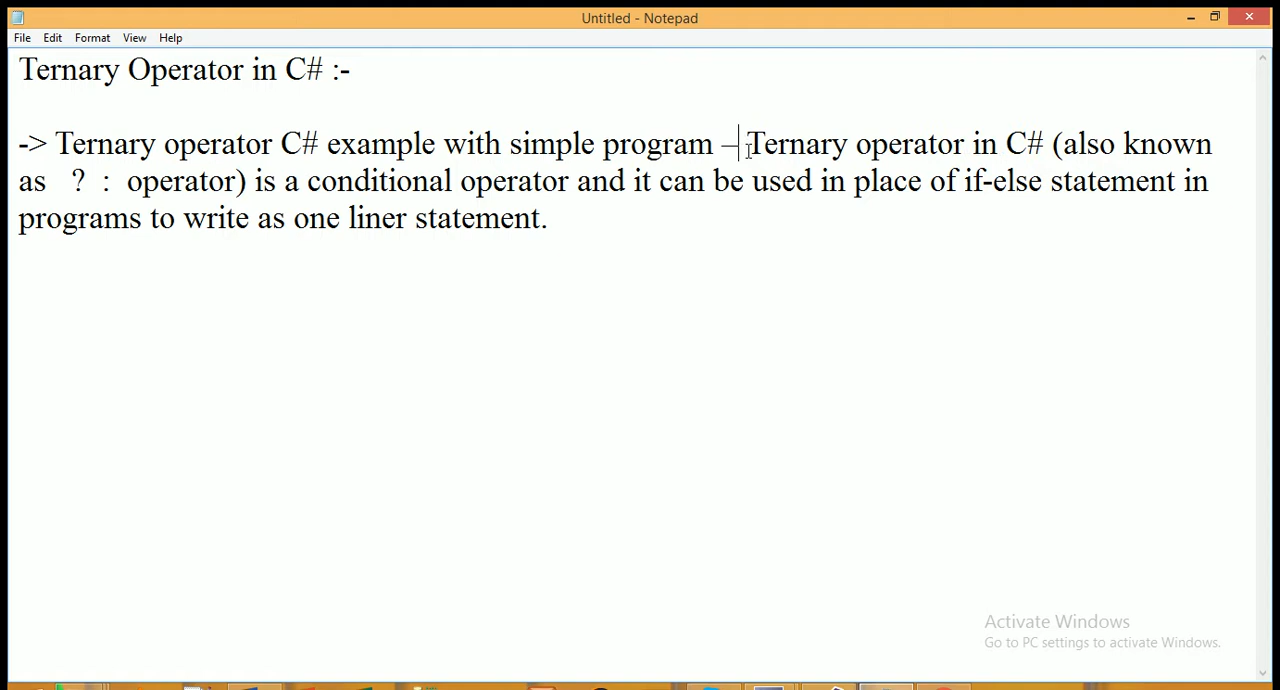 Untitled - Notepad
File Edit Format View Help
Ternary Operator in C# :-
-> Ternary operator C# example with simple program – Ternary operator in C# (also known
as ? : operator) is a conditional operator and it can be used in place of if-else statement in
programs to write as one liner statement.
Activate Windows
Go to PC settings to activate Windows.